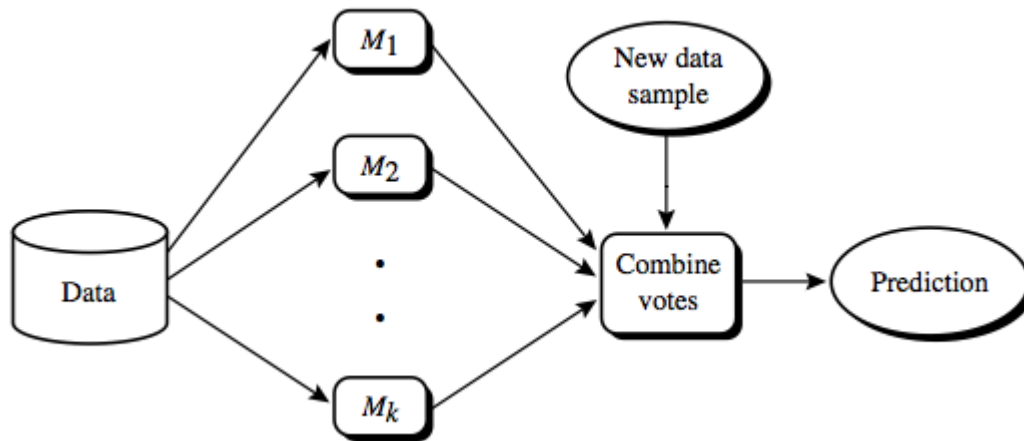 M1
New data
sample
M2
Data
Combine
votes
Prediction
Mk